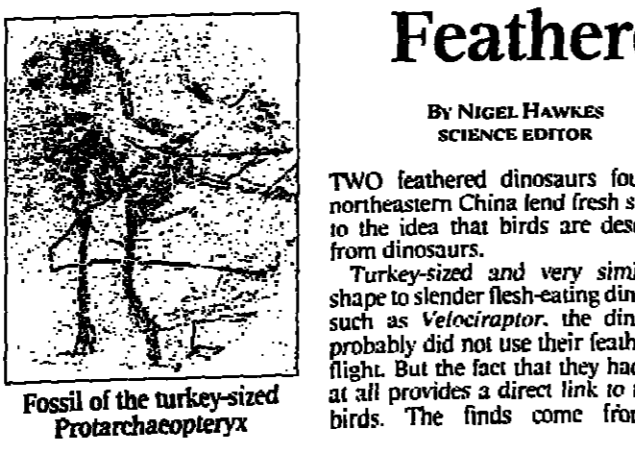 Feather
BY NIGEL HAWKES
SCIENCE EDITOR
TWO feathered dinosaurs fou
northeastern China lend fresh s
to the idea that birds are des
from dinosaurs.
Turkey-sized and very simi
shape to slender flesh-eating din
such as Velociraptor, the din
probably did not use their feath
flight. But the fact that they had
at all provides a direct link to
birds. The finds come from
Fossil of the turkey-sized
Protarchaeopteryx